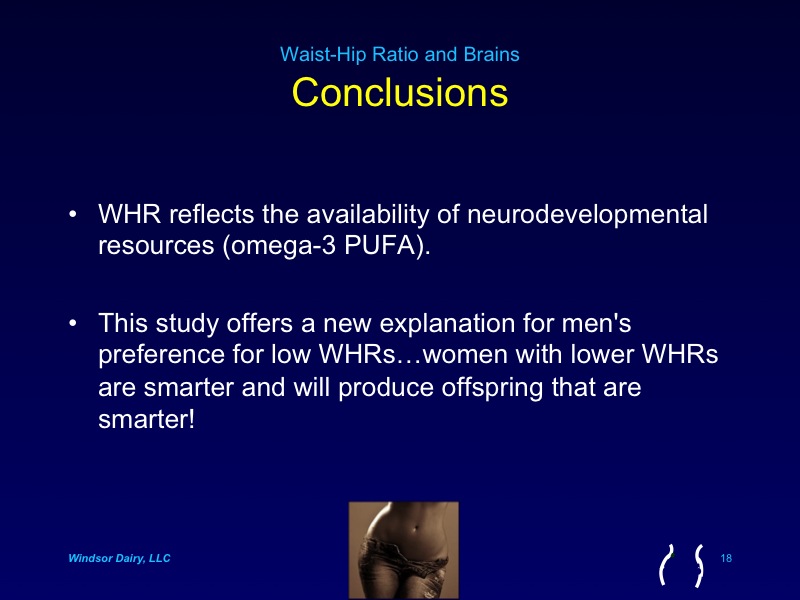 Waist-Hip Ratio and Brains
Conclusions
• WHR reflects the availability of neurodevelopmental
resources (omega-3 PUFA).
• This study offers a new explanation for men's
preference for low WHRs…women with lower WHRs
are smarter and will produce offspring that are
smarter!
Windsor Dairy, LLC
18